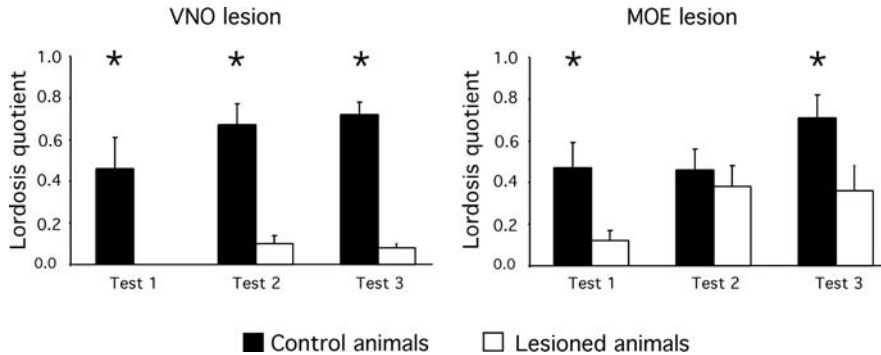 VNO lesion
MOE lesion
Lordosis quotient
1.0
0.8
0.6
0.4
0.2
0.0
*
*
*
Test 1
Test 2
Test 3
Lordosis quotient
1.0
0.8
0.6
0.4
0.2
0.0
*
*
Test 1
Test 2
Test 3
Control animals
Lesioned animals